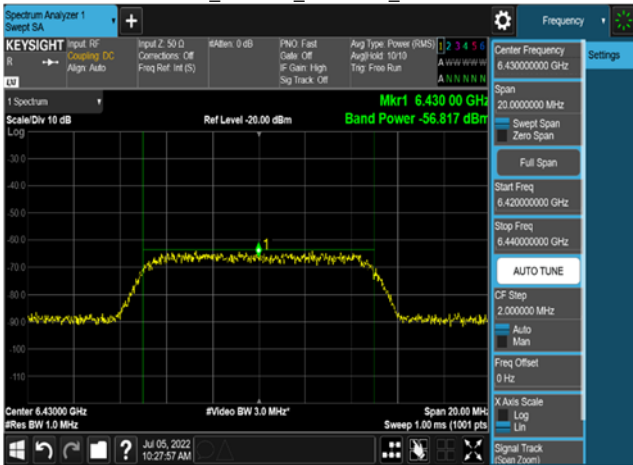 Spectrum Analyzer 1
Swept SA
+
Frequency
KEYSIGHT
R
LXI
Input: RF
Coupling: DC
Align: Auto
Input Z: 50 Ω
Corrections: Off
Freq Ref: Int (S)
#Atten: 0 dB
PNO: Fast
Gate: Off
IF Gain: High
Sig Track: Off
Avg Type: Power (RMS)
Avg|Hold: 10/10
Trig: Free Run
1 2 3 4 5 6
A W W W W W
A N N N N N
1 Spectrum
Scale/Div 10 dB
Log
Ref Level -20.00 dBm
Mkr1 6.430 00 GHz
Band Power -56.817 dBm
-30.0
-40.0
-50.0
-60.0
-70.0
-80.0
-90.0
-100
-110
1
Center 6.43000 GHz
#Res BW 1.0 MHz
#Video BW 3.0 MHz*
Span 20.00 MHz
Sweep 1.00 ms (1001 pts
?
Jul 05, 2022
10:27:57 AM
Center Frequency
6.430000000 GHz
Span
20.0000000 MHz
Swept Span
Zero Span
Full Span
Start Freq
6.420000000 GHz
Stop Freq
6.440000000 GHz
AUTO TUNE
CF Step
2.000000 MHz
Auto
Man
Freq Offset
0 Hz
X Axis Scale
Log
Lin
Signal Track
(Span Zoom)
Settings